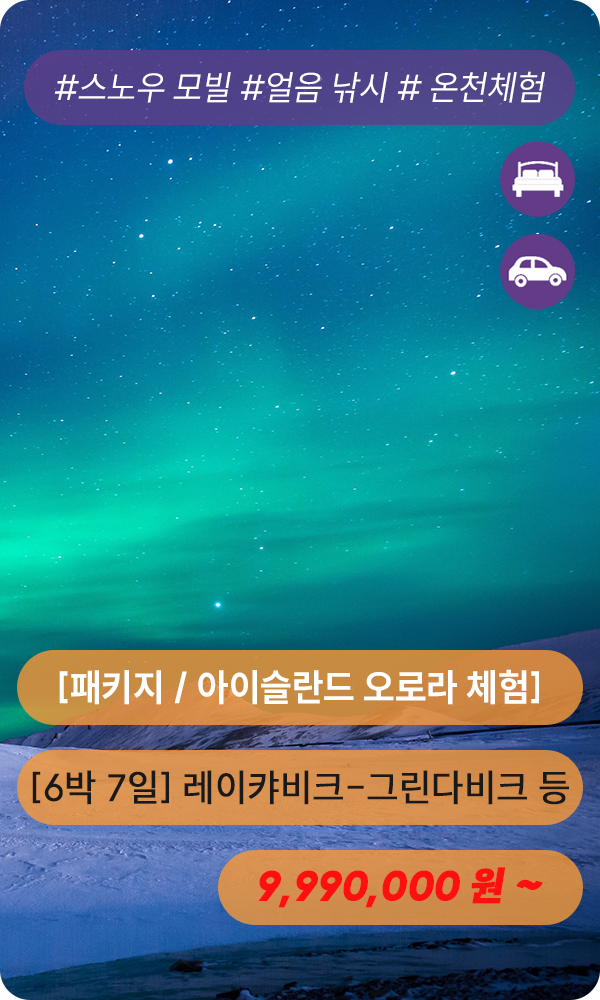 #스노우 모빌 #얼음 낚시 # 온천체험
[패키지 / 아이슬란드 오로라 체험]
[6박 7일] 레이캬비크-그린다비크 등
9,990,000 원 ~